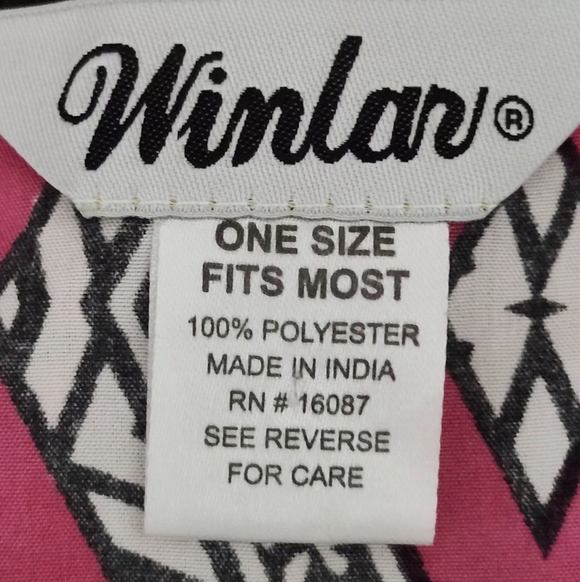 Winlar®
ONE SIZE
FITS MOST
100% POLYESTER
MADE IN INDIA
RN # 16087
SEE REVERSE
FOR CARE